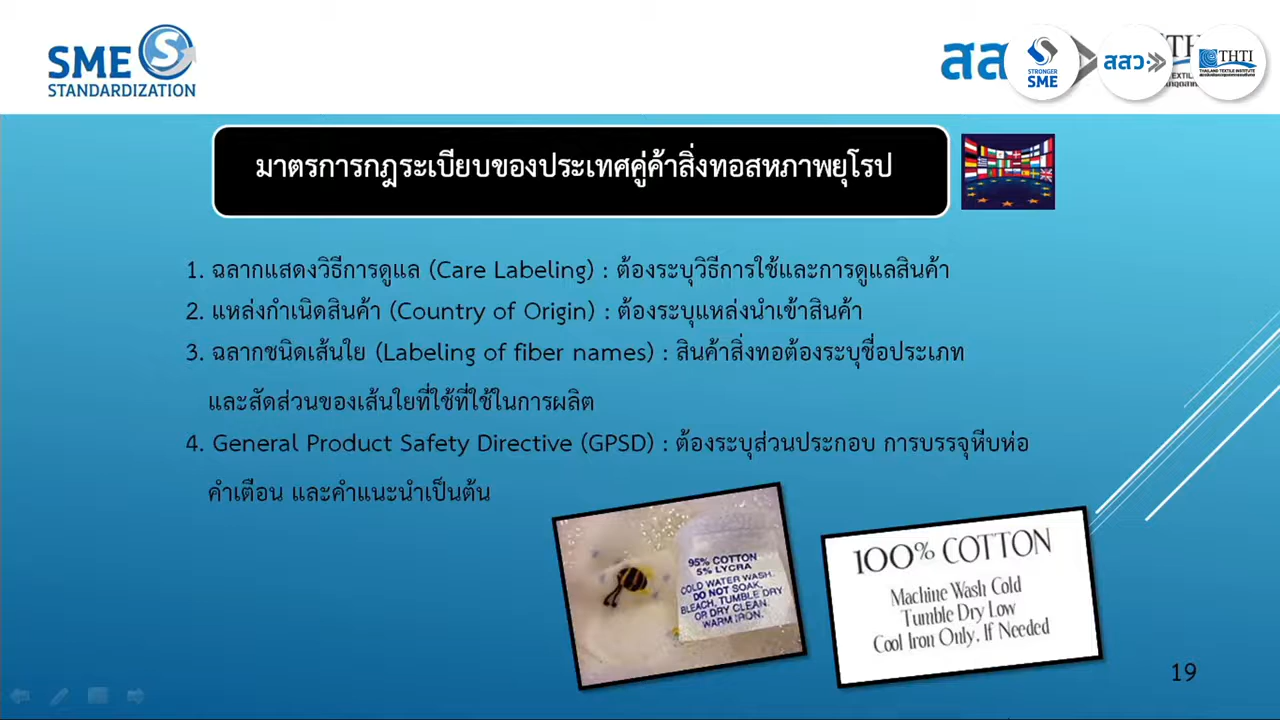 SME
STANDARDIZATION
สส
STRONGER
SME
สสว.
THTI
THAILAND TEXTILE INSTITUTE
มาตรการกฎระเบียบของประเทศคู่ค้าสิ่งทอสหภาพยุโรป
1. ฉลากแสดงวิธีการดูแล (Care Labeling) : ต้องระบุวิธีการใช้และการดูแลสินค้า
2. แหล่งกำเนิดสินค้า (Country of Origin) : ต้องระบุแหล่งนำเข้าสินค้า
3. ฉลากชนิดเส้นใย (Labeling of fiber names) : สินค้าสิ่งทอต้องระบุชื่อประเภท
และสัดส่วนของเส้นใยที่ใช้ที่ใช้ในการผลิต
4. General Product Safety Directive (GPSD) : ต้องระบุส่วนประกอบ การบรรจุหีบห่อ
คำเตือน และคำแนะนำเป็นต้น
95% COTTON
5% LYCRA
COLD WATER WASH.
DO NOT SOAK,
BLEACH, TUMBLE DRY
OR DRY CLEAN.
WARM IRON.
100% COTTON
Machine Wash Cold
Tumble Dry Low
Cool Iron Only, If Needed
19